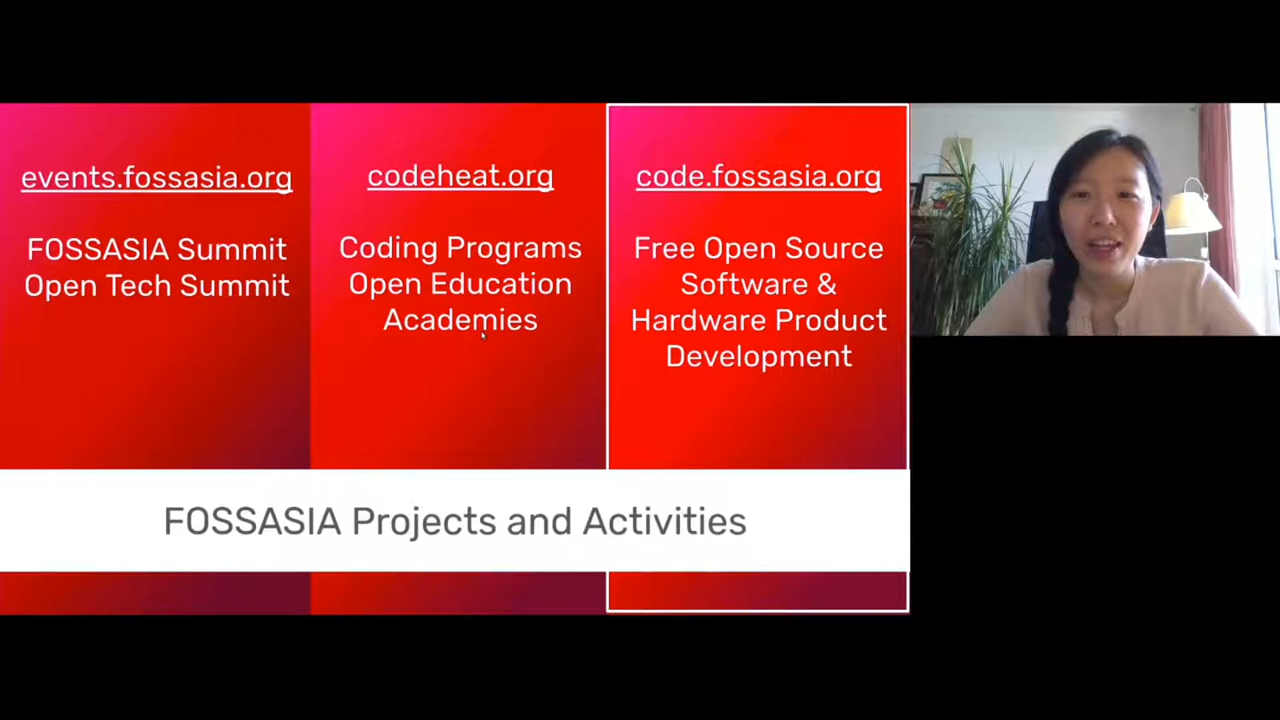 events.fossasia.org
FOSSASIA Summit
Open Tech Summit
codeheat.org
Coding Programs
Open Education
Academies
code.fossasia.org
Free Open Source
Software &
Hardware Product
Development
FOSSASIA Projects and Activities